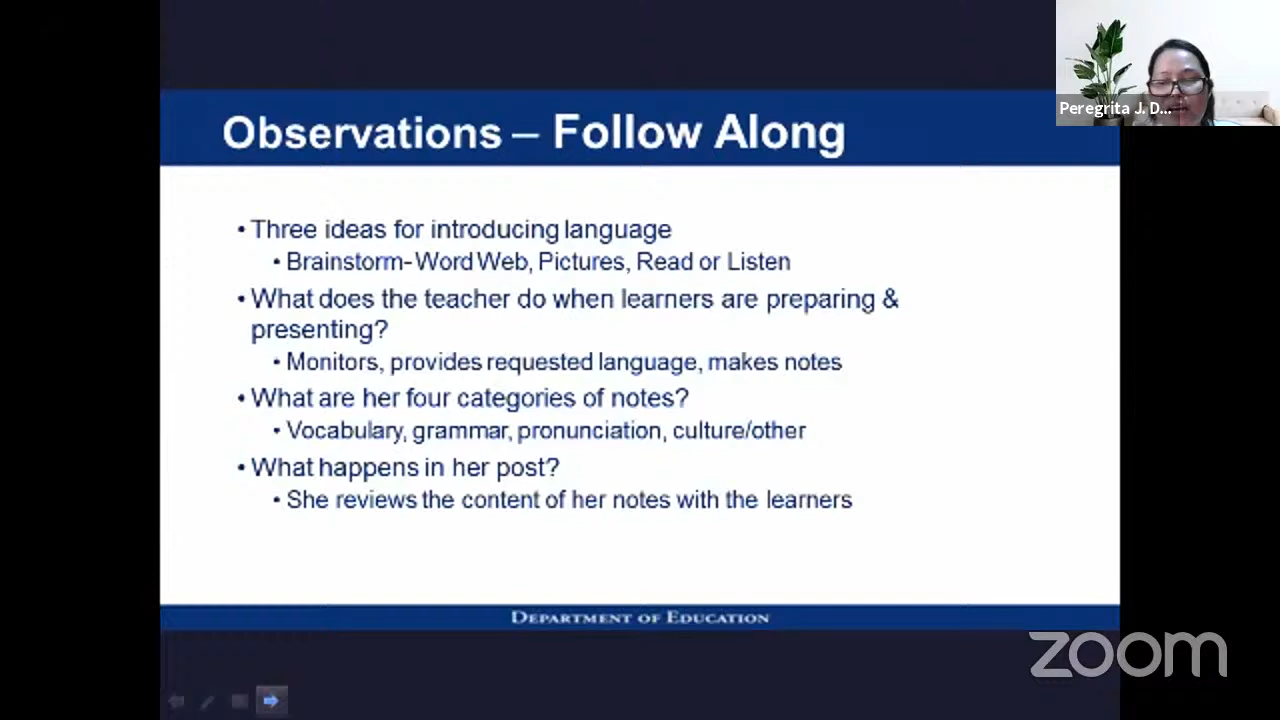 Observations – Follow Along
Peregrita J. D...
• Three ideas for introducing language
• Brainstorm- Word Web, Pictures, Read or Listen
• What does the teacher do when learners are preparing &
presenting?
• Monitors, provides requested language, makes notes
• What are her four categories of notes?
• Vocabulary, grammar, pronunciation, culture/other
• What happens in her post?
• She reviews the content of her notes with the learners
DEPARTMENT OF EDUCATION
zoom